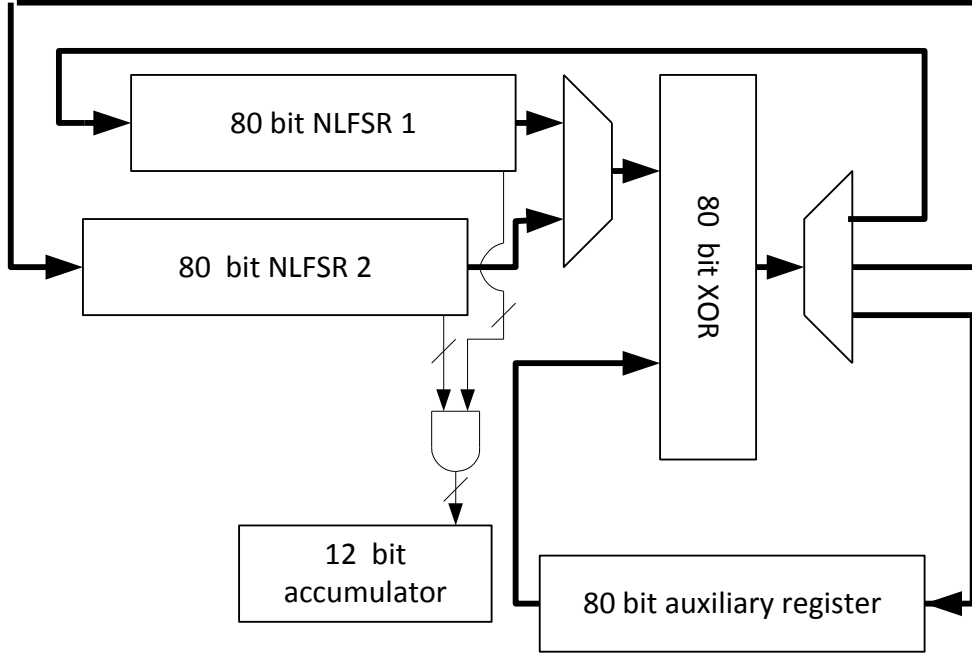 80 bit NLFSR 1
80 bit NLFSR 2
80 bit XOR
12 bit
accumulator
80 bit auxiliary register